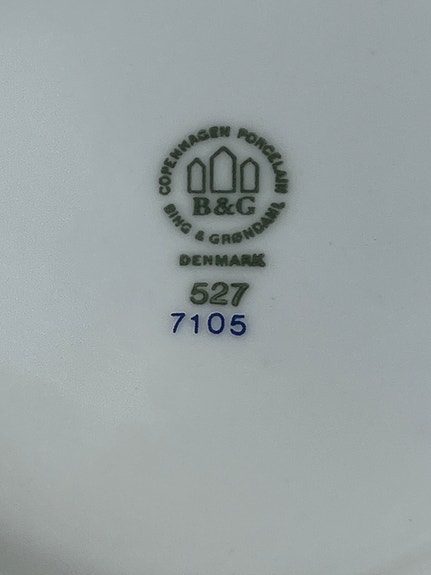 COPENHAGEN PORCELAIN
B&G
BING & GRØNDAHL
DENMARK
527
7105